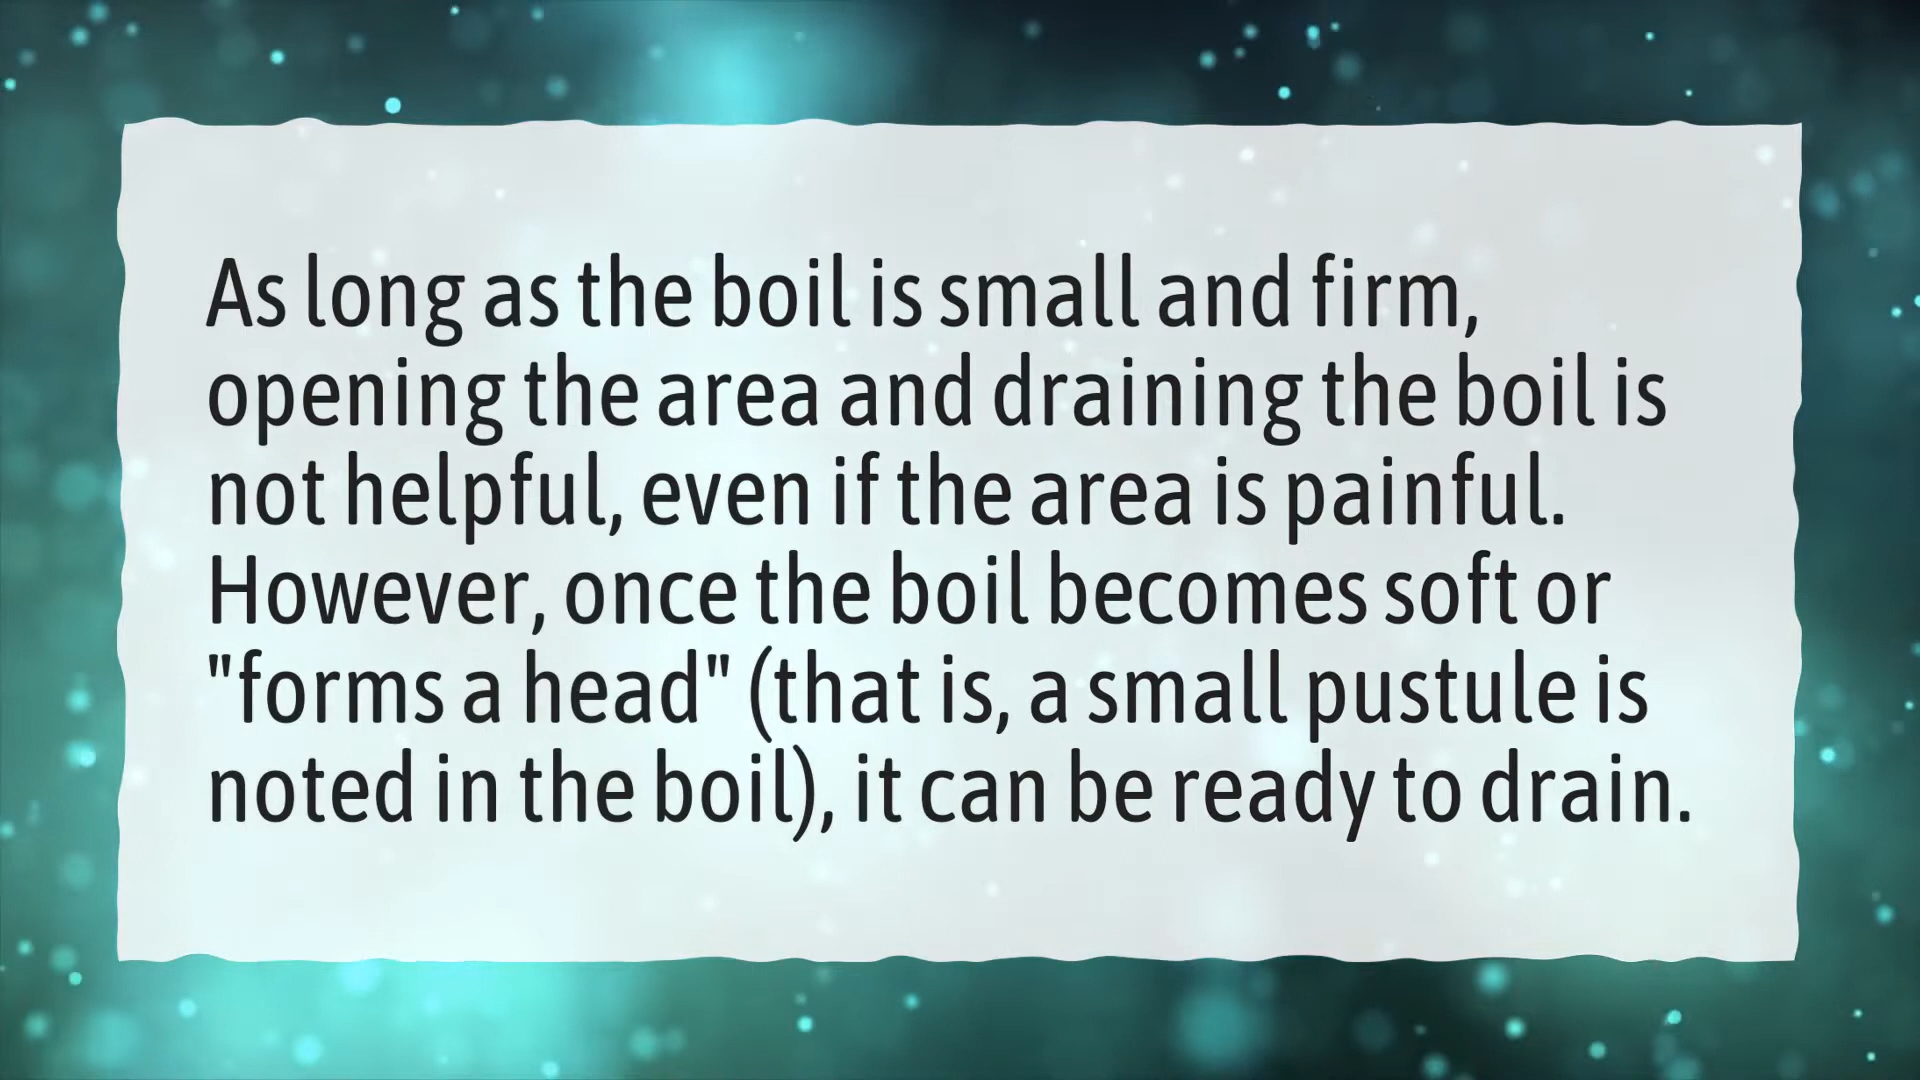 As long as the boil is small and firm,
opening the area and draining the boil is
not helpful, even if the area is painful.
However, once the boil becomes soft or
"forms a head" (that is, a small pustule is
noted in the boil), it can be ready to drain.